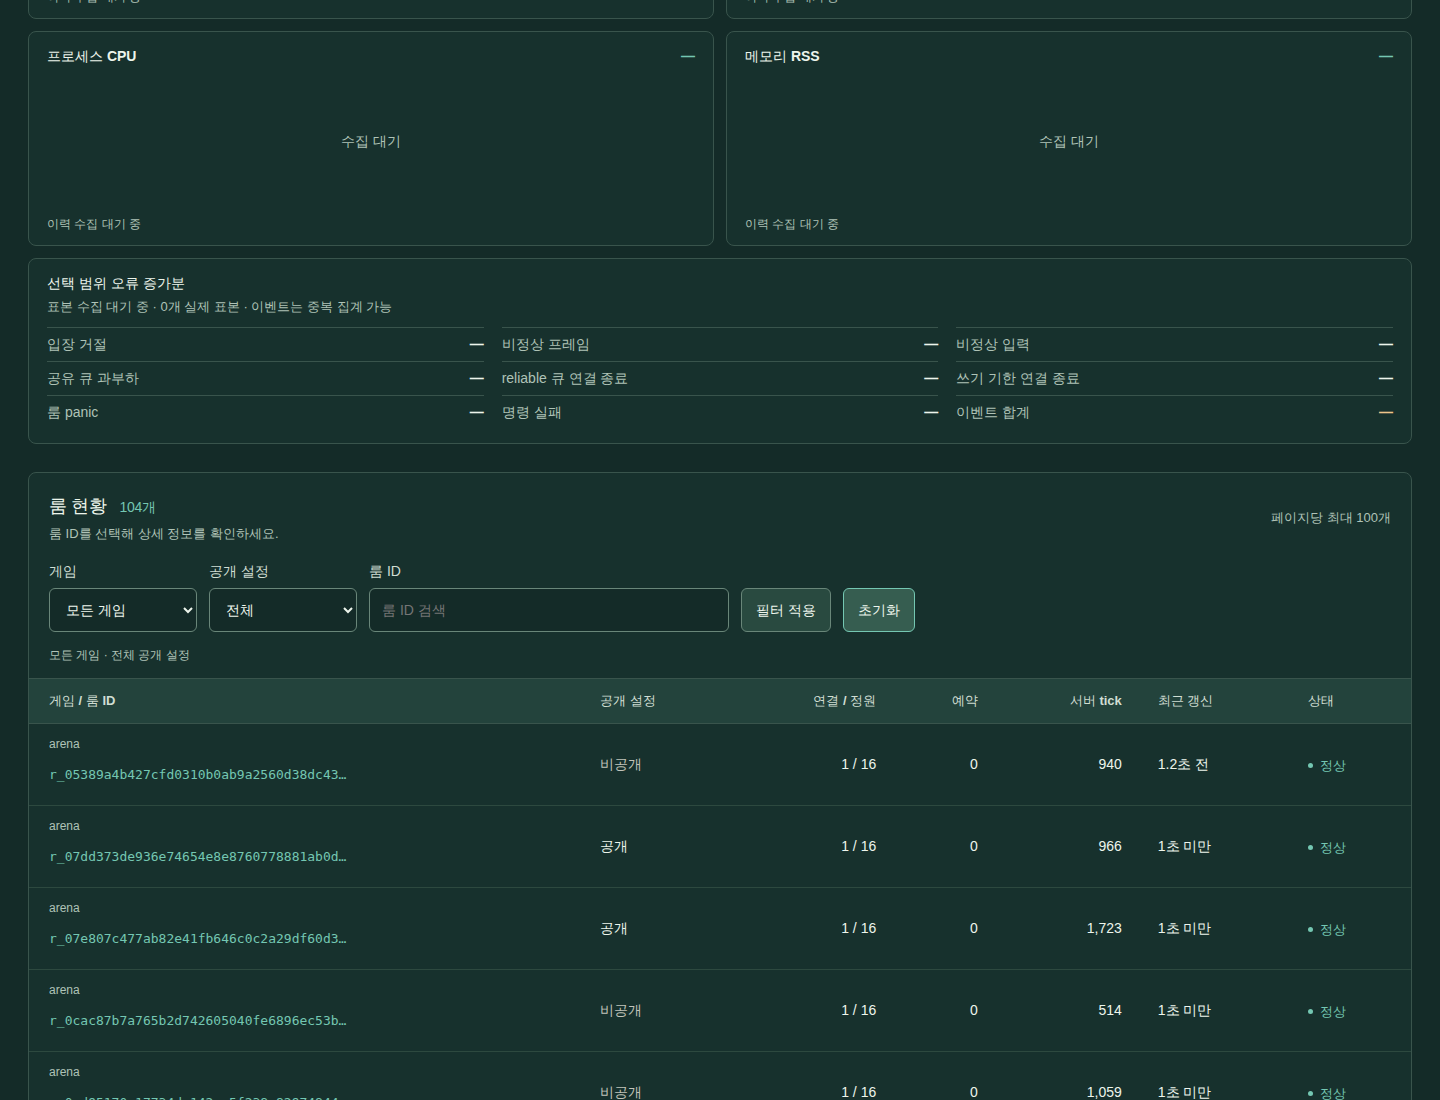 프로세스 CPU —
메모리 RSS —
수집 대기
수집 대기
이력 수집 대기 중
이력 수집 대기 중
선택 범위 오류 증가분
표본 수집 대기 중 · 0개 실제 표본 · 이벤트는 중복 집계 가능
입장 거절 — 비정상 프레임 — 비정상 입력 —
공유 큐 과부하 — reliable 큐 연결 종료 — 쓰기 기한 연결 종료 —
룸 panic — 명령 실패 — 이벤트 합계 —
룸 현황 104개
룸 ID를 선택해 상세 정보를 확인하세요.
페이지당 최대 100개
게임 공개 설정 룸 ID
모든 게임 전체 룸 ID 검색 필터 적용 초기화
모든 게임 · 전체 공개 설정
게임 / 룸 ID 공개 설정 연결 / 정원 예약 서버 tick 최근 갱신 상태
arena
r_05389a4b427cfd0310b0ab9a2560d38dc43… 비공개 1 / 16 0 940 1.2초 전 정상
arena
r_07dd373de936e74654e8e8760778881ab0d… 공개 1 / 16 0 966 1초 미만 정상
arena
r_07e807c477ab82e41fb646c0c2a29df60d3… 공개 1 / 16 0 1,723 1초 미만 정상
arena
r_0cac87b7a765b2d742605040fe6896ec53b… 비공개 1 / 16 0 514 1초 미만 정상
arena
비공개 1 / 16 0 1,059 1초 미만 정상